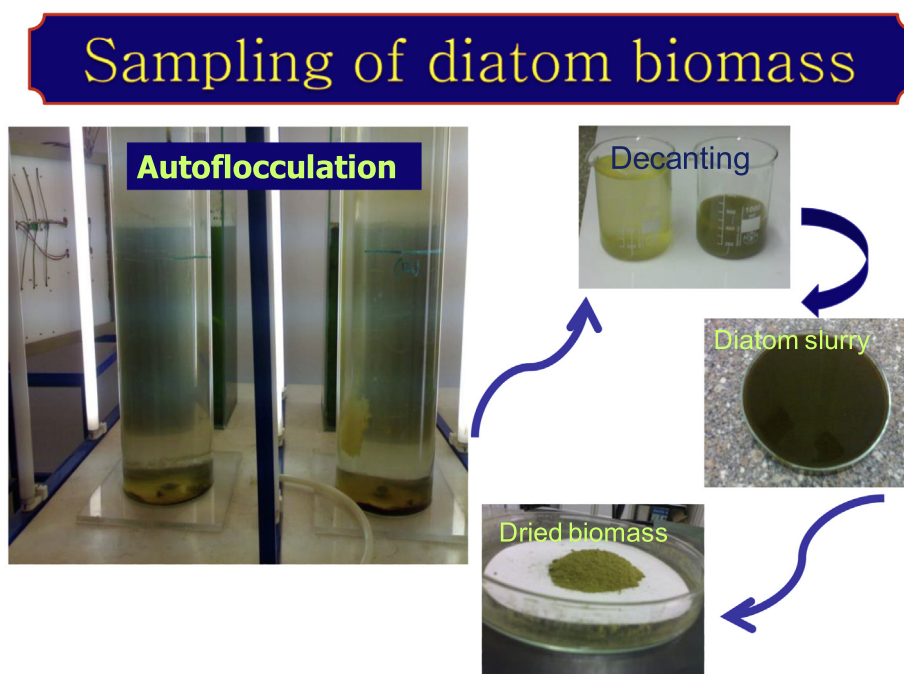 Sampling of diatom biomass
Autoflocculation
Decanting
Diatom slurry
Dried biomass